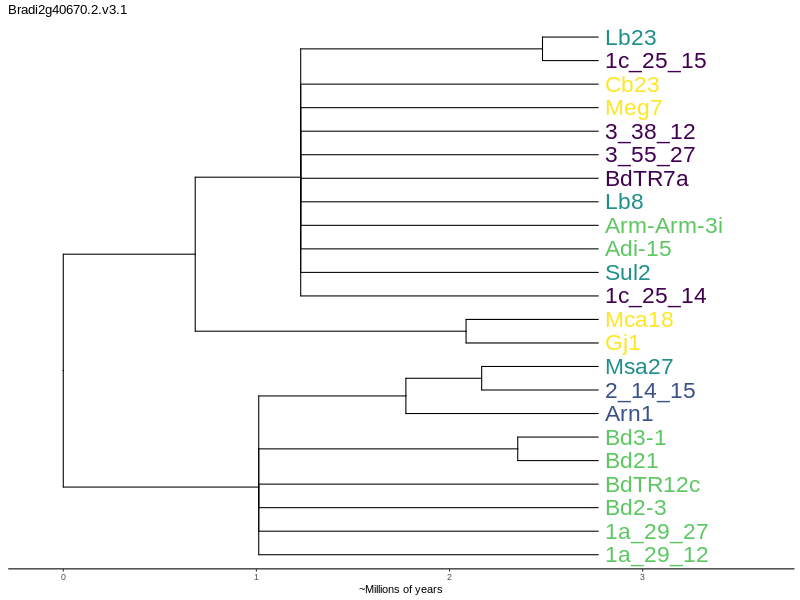 Bradi2g40670.2.v3.1
Lb23
1c_25_15
Cb23
Meg7
3_38_12
3_55_27
BdTR7a
Lb8
Arm-Arm-3i
Adi-15
Sul2
1c_25_14
Mca18
Gj1
Msa27
2_14_15
Arn1
Bd3-1
Bd21
BdTR12c
Bd2-3
1a_29_27
1a_29_12
0 1 2 3
~Millions of years